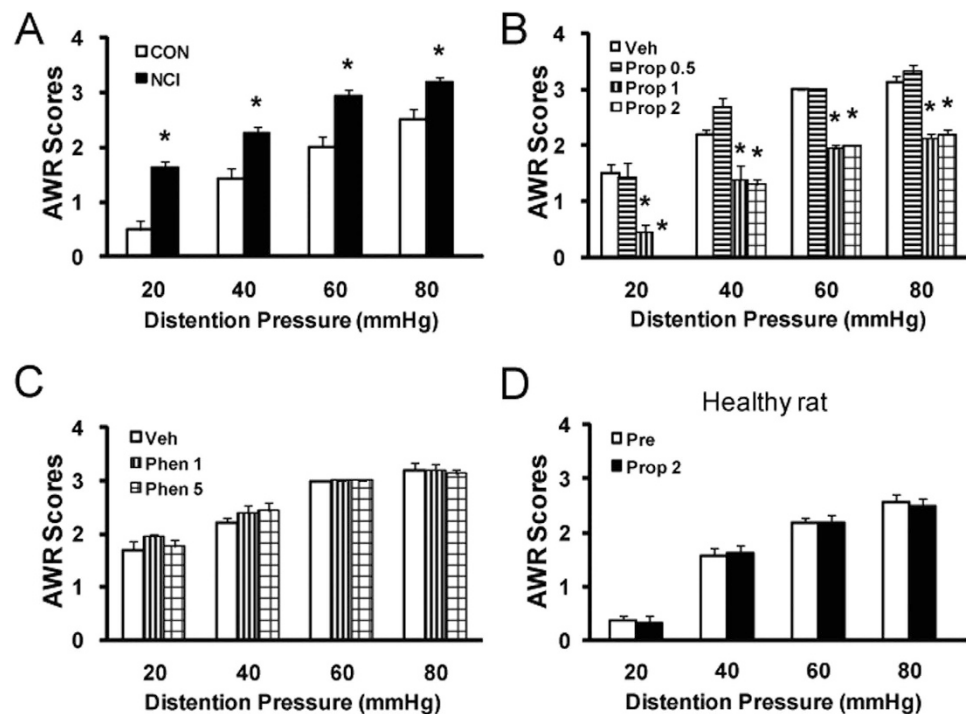 A
4
3
2
1
0
AWR Scores
CON
NCI
*
*
*
*
20 40 60 80
Distention Pressure (mmHg)
B
4
3
2
1
0
AWR Scores
Veh
Prop 0.5
Prop 1
Prop 2
*
*
* *
* *
* *
20 40 60 80
Distention Pressure (mmHg)
C
4
3
2
1
0
AWR Scores
Veh
Phen 1
Phen 5
20 40 60 80
Distention Pressure (mmHg)
D
Healthy rat
4
3
2
1
0
AWR Scores
Pre
Prop 2
20 40 60 80
Distention Pressure (mmHg)